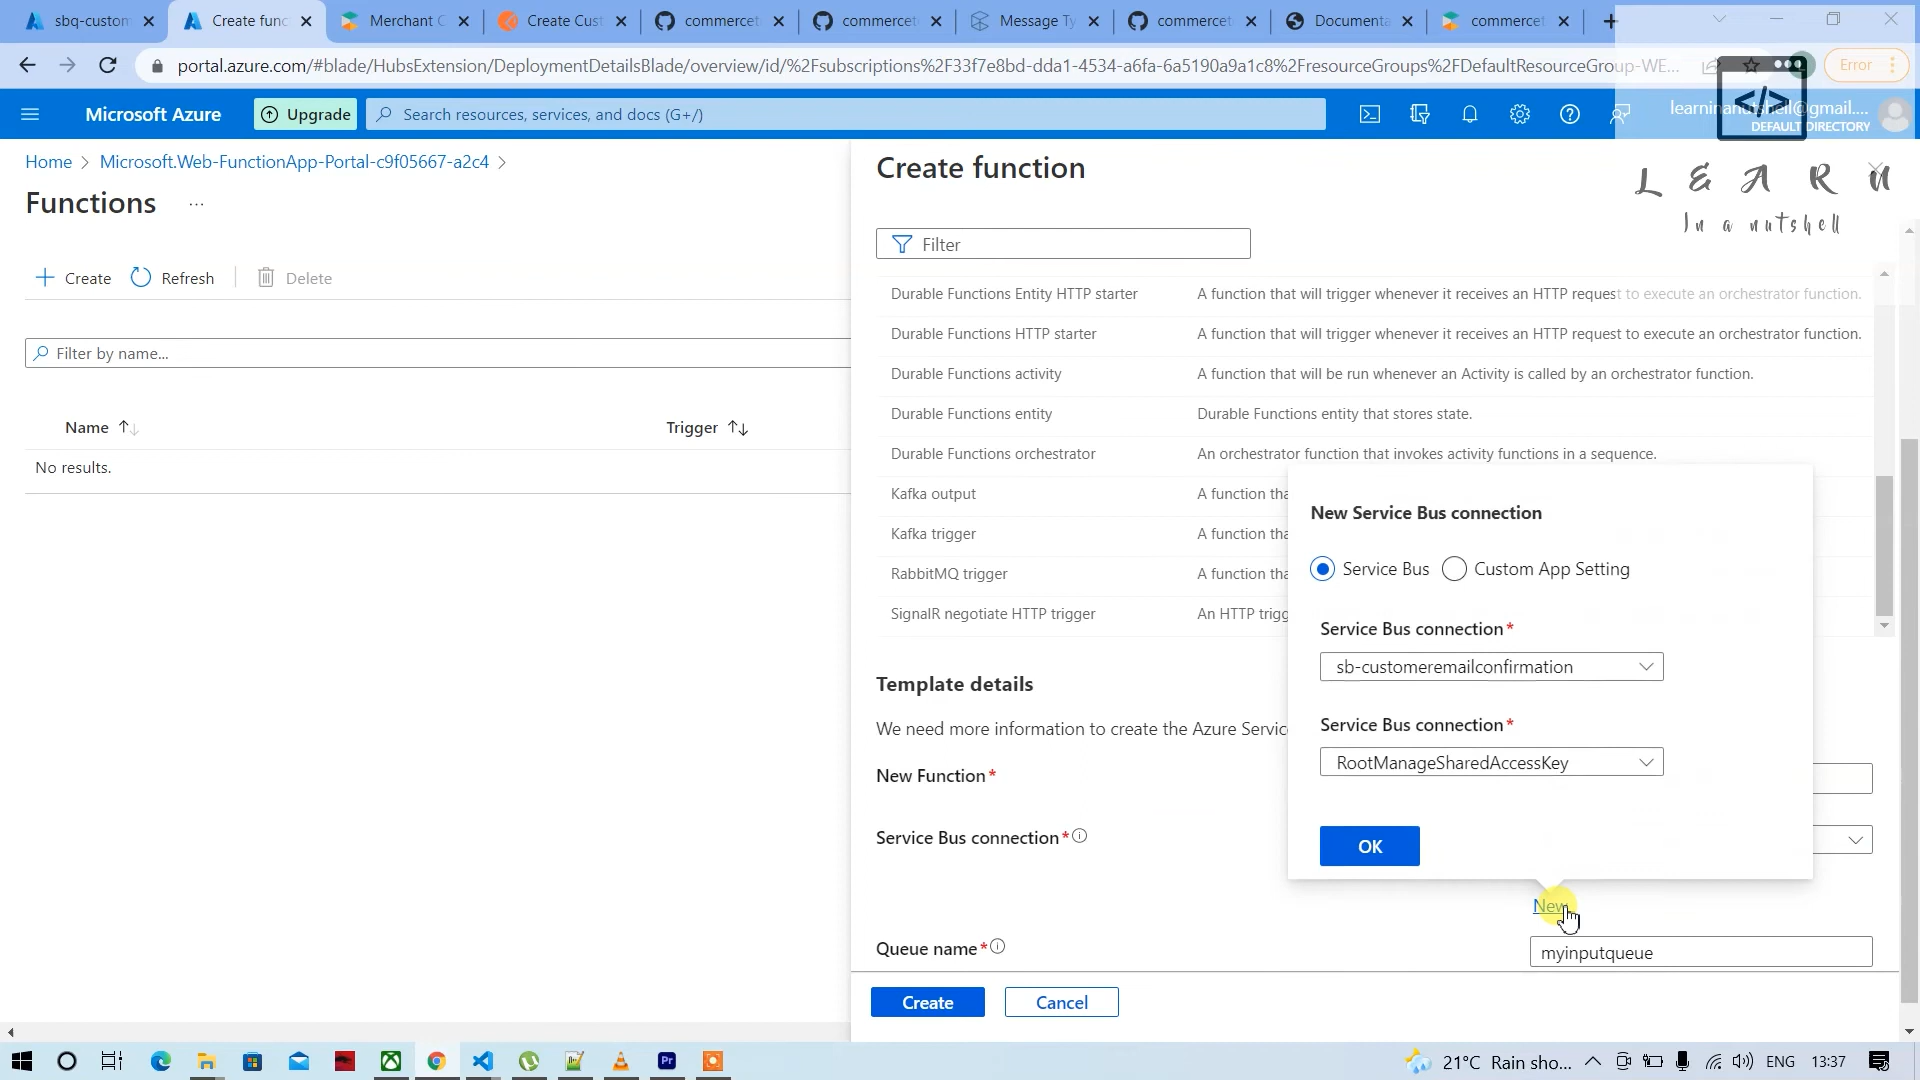 sbq-custom
Create func
Merchant C
Create Cust
commercet
commercet
Message Ty
commercet
Documenta
commercet
portal.azure.com/#blade/HubsExtension/DeploymentDetailsBlade/overview/id/%2Fsubscriptions%2F33f7e8bd-dda1-4534-a6fa-6a5190a9a1c8%2FresourceGroups%2FDefaultResourceGroup-WE...
Error
Microsoft Azure
Upgrade
Search resources, services, and docs (G+/)
learninanutshell@gmail....
DEFAULT DIRECTORY
</>
LEARN
In a nutshell
Home > Microsoft.Web-FunctionApp-Portal-c9f05667-a2c4 >
Functions ...
Create Refresh Delete
Filter by name...
Name Trigger
No results.
Create function
Filter
Durable Functions Entity HTTP starter A function that will trigger whenever it receives an HTTP request to execute an orchestrator function.
Durable Functions HTTP starter A function that will trigger whenever it receives an HTTP request to execute an orchestrator function.
Durable Functions activity A function that will be run whenever an Activity is called by an orchestrator function.
Durable Functions entity Durable Functions entity that stores state.
Durable Functions orchestrator An orchestrator function that invokes activity functions in a sequence.
Kafka output A function tha
Kafka trigger A function tha
RabbitMQ trigger A function tha
SignalR negotiate HTTP trigger An HTTP trigg
New Service Bus connection
Service Bus Custom App Setting
Service Bus connection*
sb-customeremailconfirmation
Service Bus connection*
RootManageSharedAccessKey
OK
Template details
We need more information to create the Azure Servic
New Function*
Service Bus connection*
New
Queue name*
myinputqueue
Create Cancel
Pr
21°C Rain sho... ENG 13:37